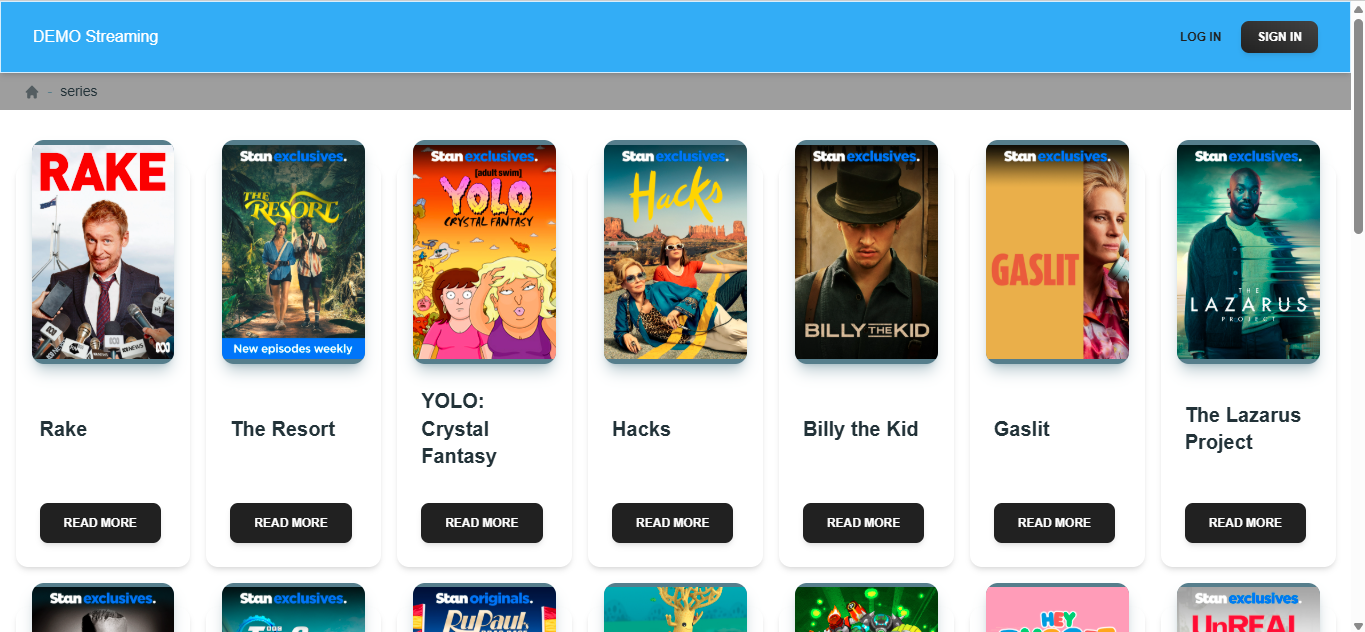 DEMO Streaming
LOG IN
SIGN IN
- series
RAKE
ABC NEWS
ABC
Stan exclusives.
THE
RESORT
New episodes weekly
Stan exclusives.
[adult swim]
YOLO
CRYSTAL FANTASY
Stan exclusives.
Hacks
Stan exclusives.
BILLY THE KID
Stan exclusives.
GASLIT
Stan exclusives.
THE
LAZARUS
PROJECT
Rake
The Resort
YOLO:
Crystal
Fantasy
Hacks
Billy the Kid
Gaslit
The Lazarus
Project
READ MORE
READ MORE
READ MORE
READ MORE
READ MORE
READ MORE
READ MORE
Stan exclusives.
Stan exclusives.
Stan originals.
RuPaul's
HEY
Stan exclusives.
UnREAL